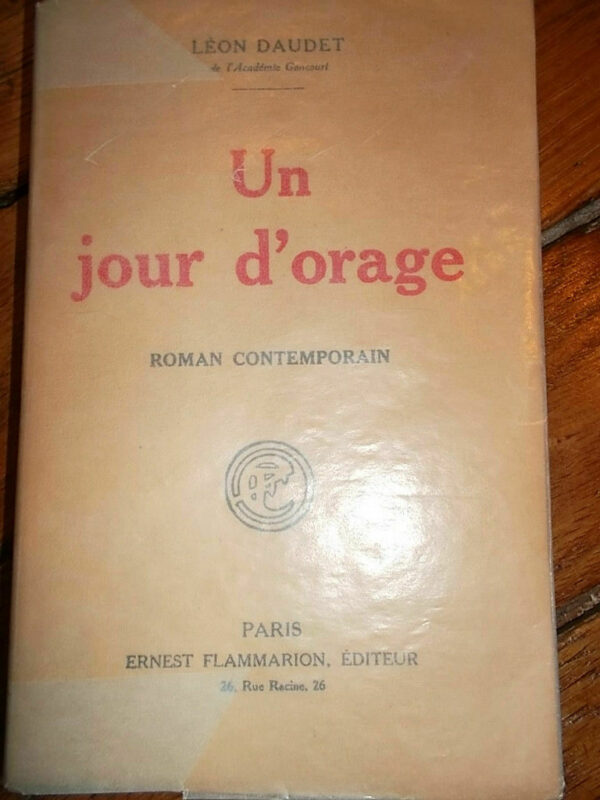 LÉON DAUDET
de l'Académie Goncourt
Un
jour d'orage
ROMAN CONTEMPORAIN
PARIS
ERNEST FLAMMARION, ÉDITEUR
26, Rue Racine, 26